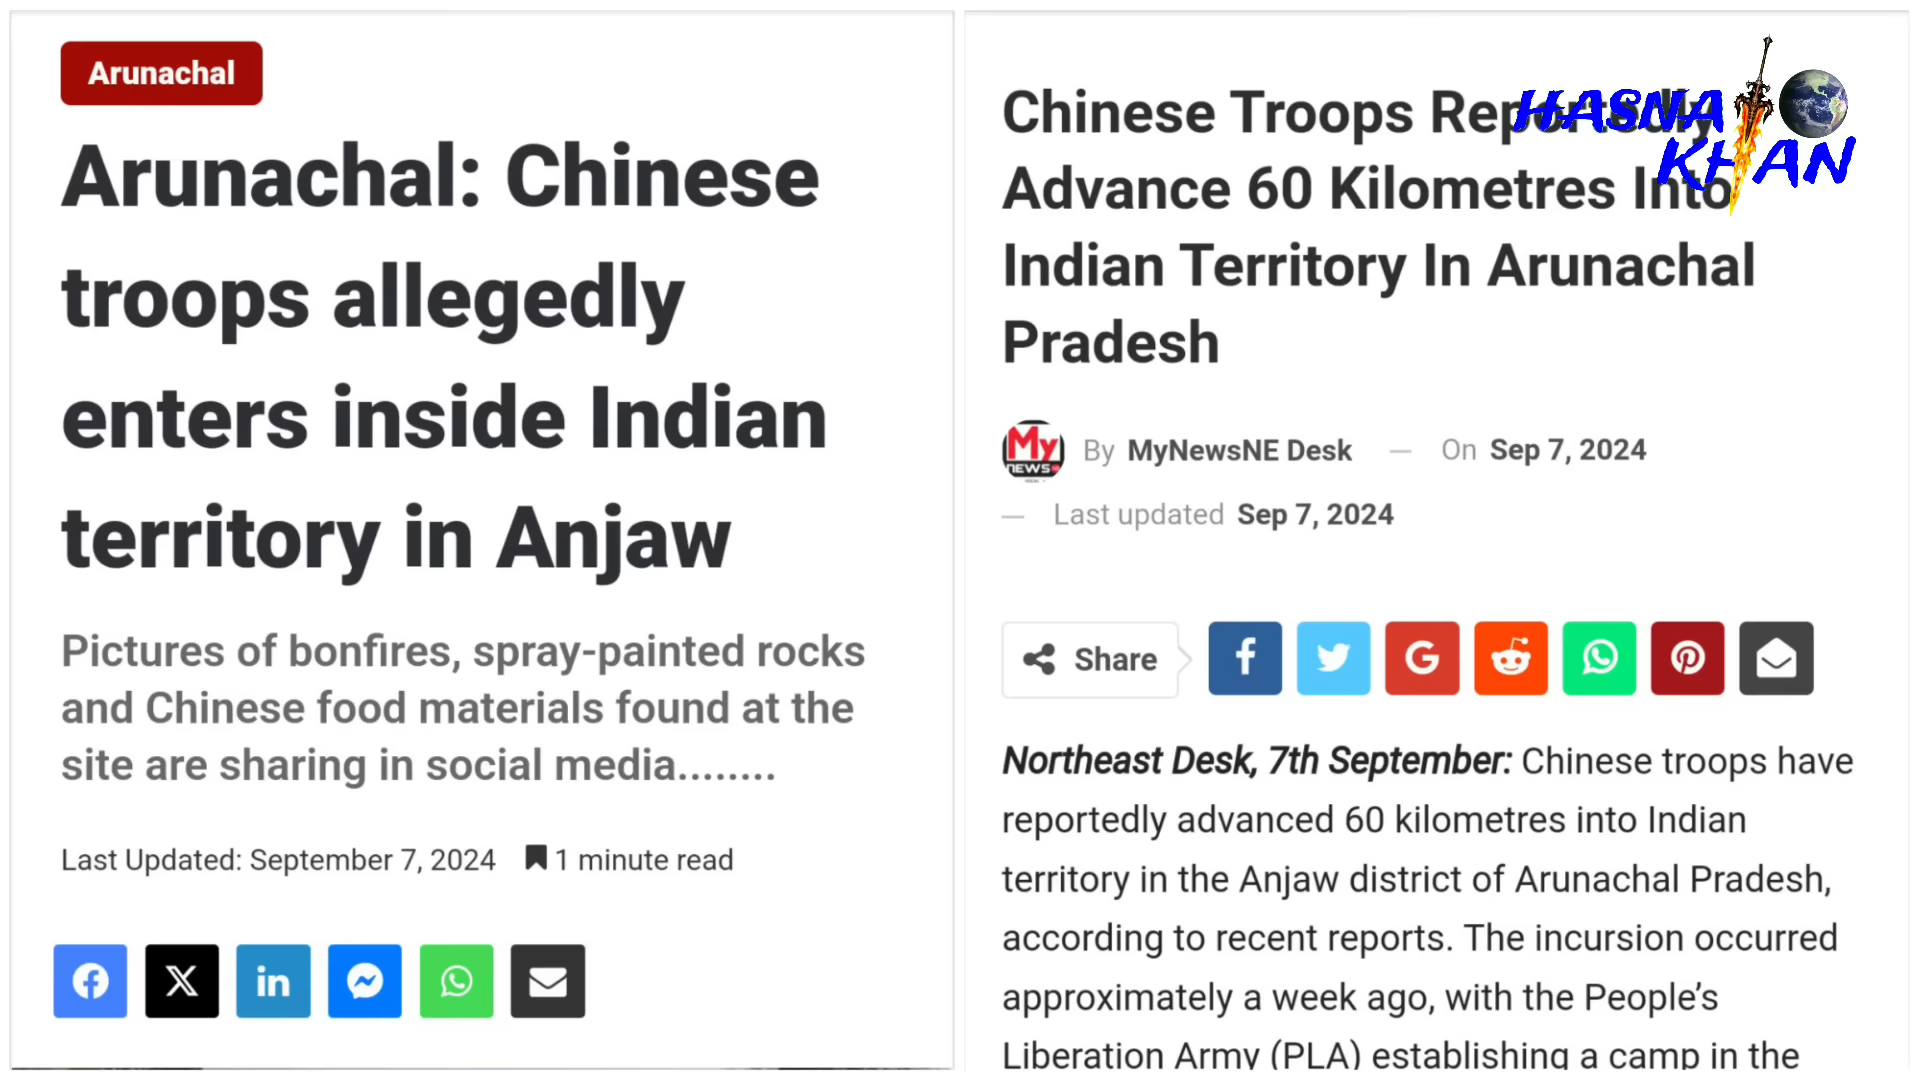 Arunachal
Arunachal: Chinese
troops allegedly
enters inside Indian
territory in Anjaw
Pictures of bonfires, spray-painted rocks
and Chinese food materials found at the
site are sharing in social media........
Last Updated: September 7, 2024 1 minute read
Chinese Troops Reportedly
Advance 60 Kilometres Into
Indian Territory In Arunachal
Pradesh
HASNA
KHAN
My
NEWS
By MyNewsNE Desk — On Sep 7, 2024
— Last updated Sep 7, 2024
Share
Northeast Desk, 7th September: Chinese troops have
reportedly advanced 60 kilometres into Indian
territory in the Anjaw district of Arunachal Pradesh,
according to recent reports. The incursion occurred
approximately a week ago, with the People’s
Liberation Army (PLA) establishing a camp in the